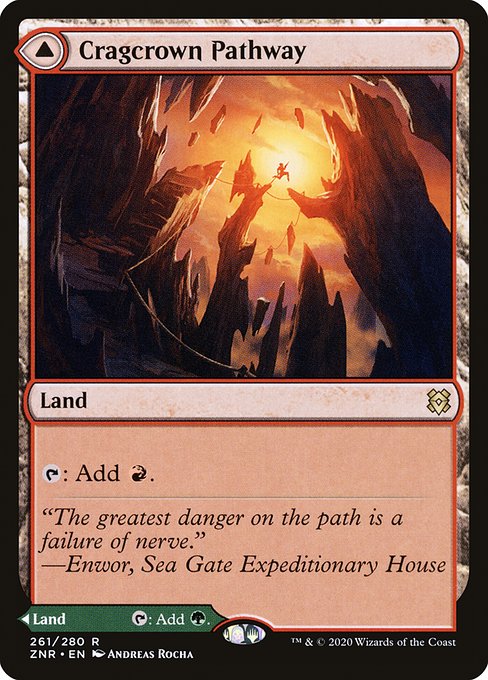 Cragcrown Pathway
Land
: Add .
“The greatest danger on the path is a
failure of nerve.”
—Enwor, Sea Gate Expeditionary House
Land : Add .
261/280 R
ZNR • EN Andreas Rocha
™ & © 2020 Wizards of the Coast